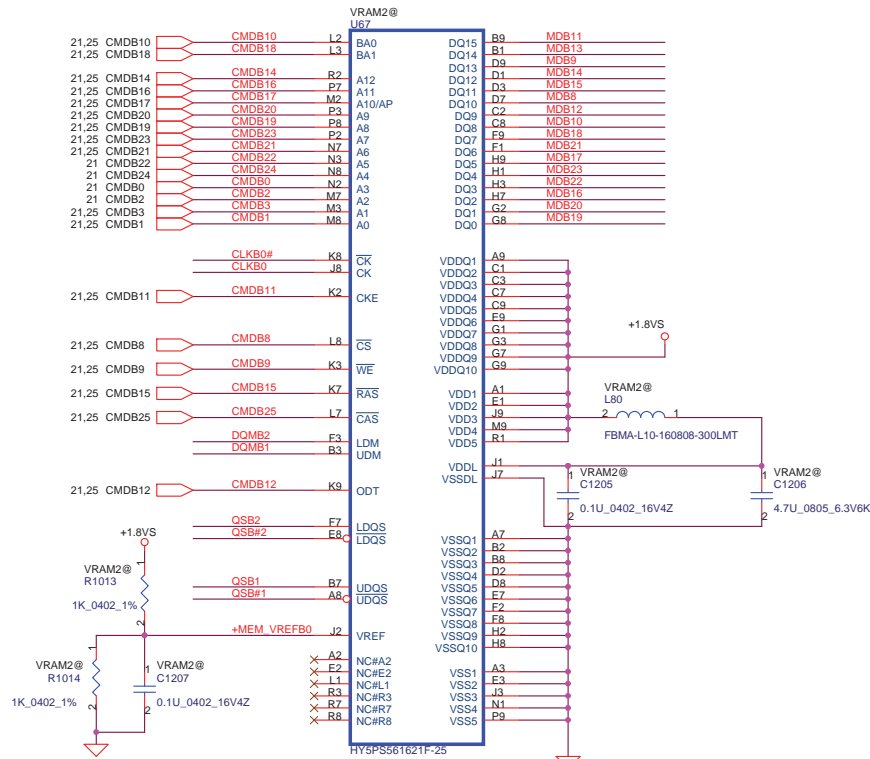 VRAM2@
U67
21,25 CMDB10 CMDB10 L2 BA0 DQ15 B9 MDB11
21,25 CMDB18 CMDB18 L3 BA1 DQ14 B1 MDB13
DQ13 D9 MDB9
21,25 CMDB14 CMDB14 R2 A12 DQ12 D1 MDB14
21,25 CMDB16 CMDB16 P7 A11 DQ11 D3 MDB15
21,25 CMDB17 CMDB17 M2 A10/AP DQ10 D7 MDB8
21,25 CMDB20 CMDB20 P3 A9 DQ9 C2 MDB12
21,25 CMDB19 CMDB19 P8 A8 DQ8 C8 MDB10
21,25 CMDB23 CMDB23 P2 A7 DQ7 F9 MDB18
21,25 CMDB21 CMDB21 N7 A6 DQ6 F1 MDB21
21 CMDB22 CMDB22 N3 A5 DQ5 H9 MDB17
21 CMDB24 CMDB24 N8 A4 DQ4 H1 MDB23
21 CMDB0 CMDB0 N2 A3 DQ3 H3 MDB22
21 CMDB2 CMDB2 M7 A2 DQ2 H7 MDB16
21,25 CMDB3 CMDB3 M3 A1 DQ1 G2 MDB20
21,25 CMDB1 CMDB1 M8 A0 DQ0 G8 MDB19
CLKB0# K8 CK VDDQ1 A9
CLKB0 J8 CK VDDQ2 C1
VDDQ3 C3
21,25 CMDB11 CMDB11 K2 CKE VDDQ4 C7
VDDQ5 C9
VDDQ6 E9
VDDQ7 G1
+1.8VS
21,25 CMDB8 CMDB8 L8 CS VDDQ8 G3
VDDQ9 G7
21,25 CMDB9 CMDB9 K3 WE VDDQ10 G9
21,25 CMDB15 CMDB15 K7 RAS VDD1 A1
VDD2 E1
VRAM2@
L80
21,25 CMDB25 CMDB25 L7 CAS VDD3 J9 2 1
VDD4 M9
FBMA-L10-160808-300LMT
DQMB2 F3 LDM VDD5 R1
DQMB1 B3 UDM
VDDL J1
VSSDL J7
VRAM2@
C1205
1
2
0.1U_0402_16V4Z
VRAM2@
C1206
1
2
4.7U_0805_6.3V6K
21,25 CMDB12 CMDB12 K9 ODT
QSB2 F7 LDQS
QSB#2 E8 LDQS VSSQ1 A7
VSSQ2 B2
VSSQ3 B8
VSSQ4 D2
QSB1 B7 UDQS VSSQ5 D8
QSB#1 A8 UDQS VSSQ6 E7
VSSQ7 F2
VSSQ8 F8
+MEM_VREFB0 J2 VREF VSSQ9 H2
VSSQ10 H8
+1.8VS
VRAM2@
R1013
1
2
1K_0402_1%
VRAM2@
R1014
1
2
1K_0402_1%
VRAM2@
C1207
1
2
0.1U_0402_16V4Z
A2 NC#A2 VSS1 A3
E2 NC#E2 VSS2 E3
L1 NC#L1 VSS3 J3
R3 NC#R3 VSS4 N1
R7 NC#R7 VSS5 P9
R8 NC#R8
HY5PS561621F-25